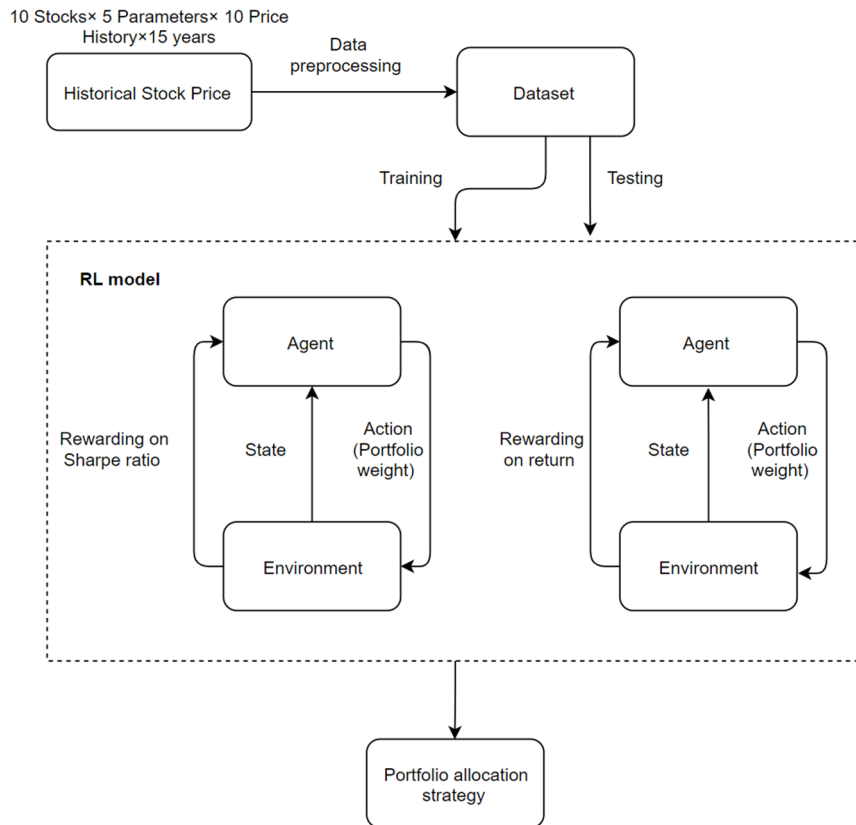 10 Stocks× 5 Parameters× 10 Price
History×15 years
Historical Stock Price
Data
preprocessing
Dataset
Training
Testing
RL model
Agent
Rewarding on
Sharpe ratio
State
Action
(Portfolio
weight)
Environment
Agent
Rewarding
on return
State
Action
(Portfolio
weight)
Environment
Portfolio allocation
strategy